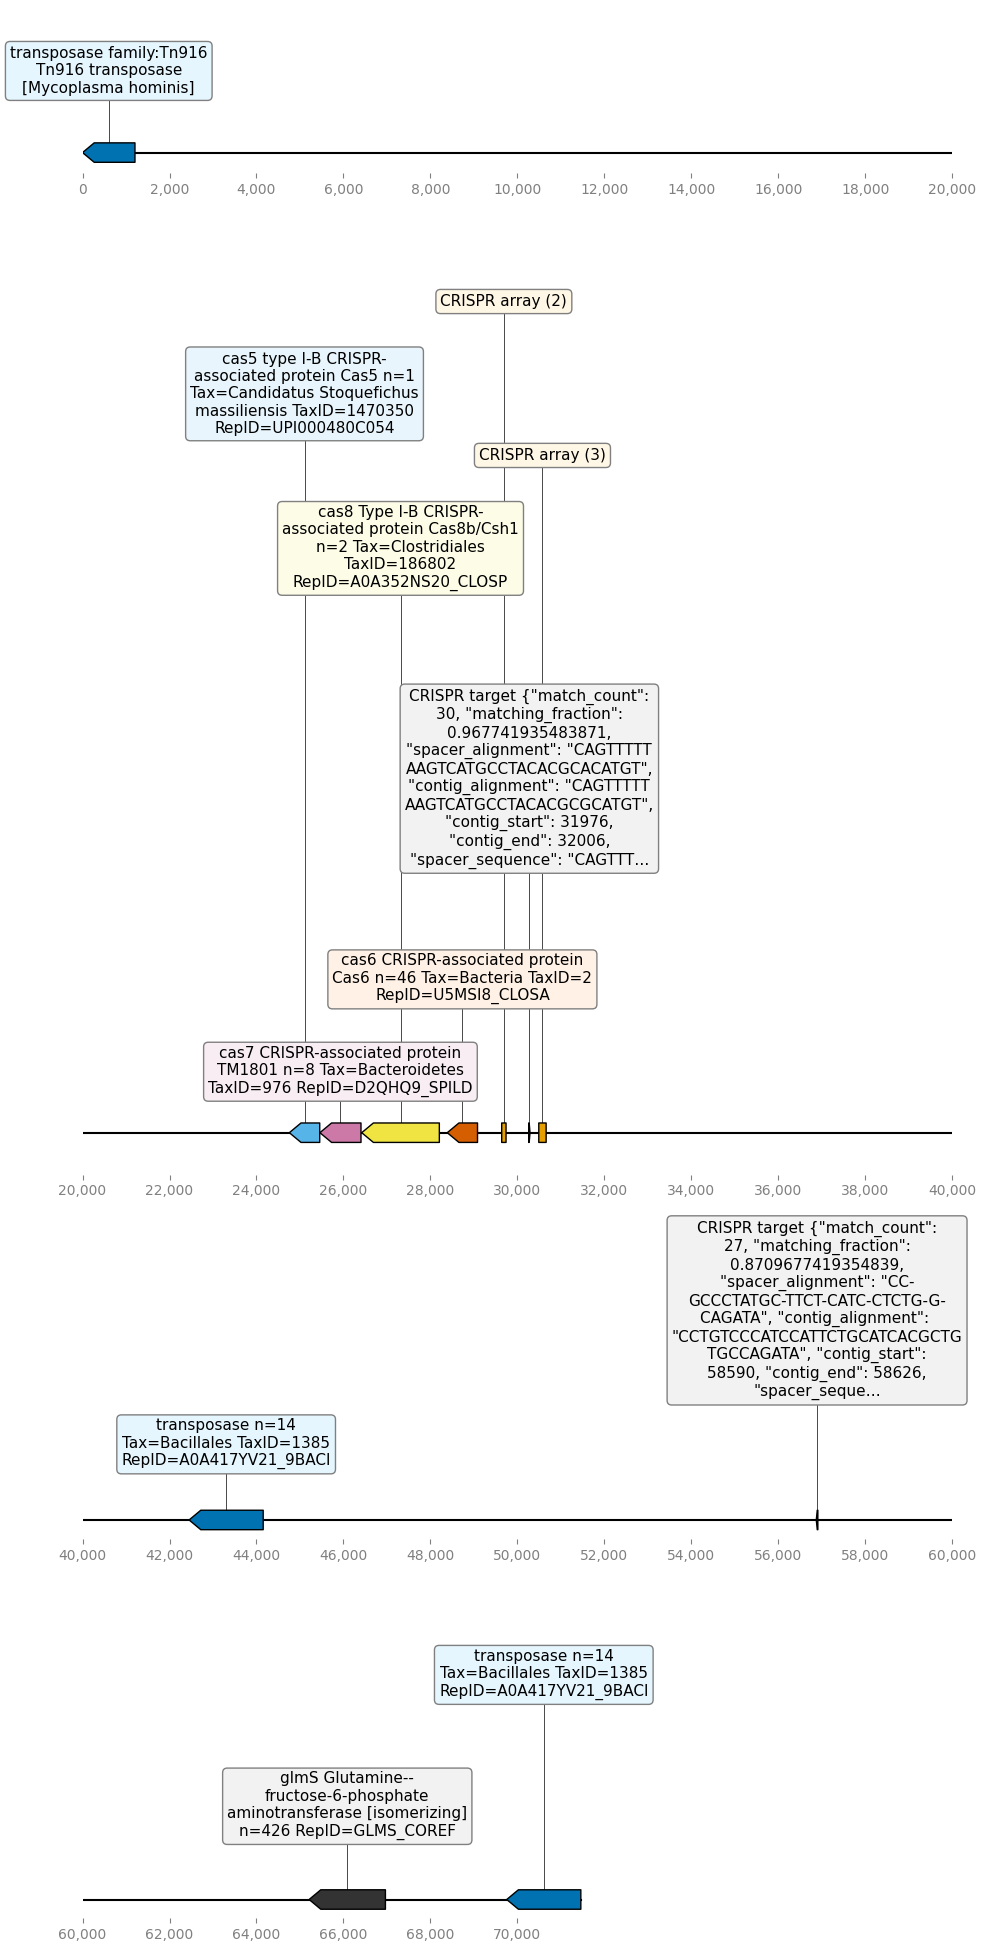 transposase family:Tn916
Tn916 transposase
[Mycoplasma hominis]
0 2,000 4,000 6,000 8,000 10,000 12,000 14,000 16,000 18,000 20,000
CRISPR array (2)
cas5 type I-B CRISPR-
associated protein Cas5 n=1
Tax=Candidatus Stoquefichus
massiliensis TaxID=1470350
RepID=UPI000480C054
CRISPR array (3)
cas8 Type I-B CRISPR-
associated protein Cas8b/Csh1
n=2 Tax=Clostridiales
TaxID=186802
RepID=A0A352NS20_CLOSP
CRISPR target {"match_count":
30, "matching_fraction":
0.967741935483871,
"spacer_alignment": "CAGTTTTT
AAGTCATGCCTACACGCACATGT",
"contig_alignment": "CAGTTTTT
AAGTCATGCCTACACGCGCATGT",
"contig_start": 31976,
"contig_end": 32006,
"spacer_sequence": "CAGTTT...
cas6 CRISPR-associated protein
Cas6 n=46 Tax=Bacteria TaxID=2
RepID=U5MSI8_CLOSA
cas7 CRISPR-associated protein
TM1801 n=8 Tax=Bacteroidetes
TaxID=976 RepID=D2QHQ9_SPILD
20,000 22,000 24,000 26,000 28,000 30,000 32,000 34,000 36,000 38,000 40,000
CRISPR target {"match_count":
27, "matching_fraction":
0.8709677419354839,
"spacer_alignment": "CC-
GCCCTATGC-TTCT-CATC-CTCTG-G-
CAGATA", "contig_alignment":
"CCTGTCCCATCCATTCTGCATCACGCTG
TGCCAGATA", "contig_start":
58590, "contig_end": 58626,
"spacer_seque...
transposase n=14
Tax=Bacillales TaxID=1385
RepID=A0A417YV21_9BACI
40,000 42,000 44,000 46,000 48,000 50,000 52,000 54,000 56,000 58,000 60,000
transposase n=14
Tax=Bacillales TaxID=1385
RepID=A0A417YV21_9BACI
glmS Glutamine--
fructose-6-phosphate
aminotransferase [isomerizing]
n=426 RepID=GLMS_COREF
60,000 62,000 64,000 66,000 68,000 70,000